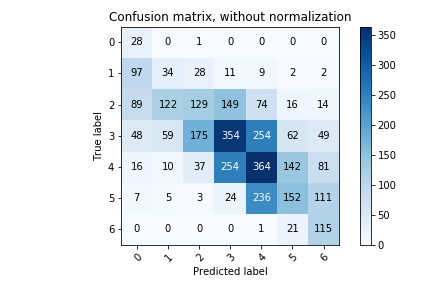 Confusion matrix, without normalization
0 28 0 1 0 0 0 0
1 97 34 28 11 9 2 2
2 89 122 129 149 74 16 14
3 48 59 175 354 254 62 49
4 16 10 37 254 364 142 81
5 7 5 3 24 236 152 111
6 0 0 0 0 1 21 115
0 1 2 3 4 5 6
True label
Predicted label
350
300
250
200
150
100
50
0